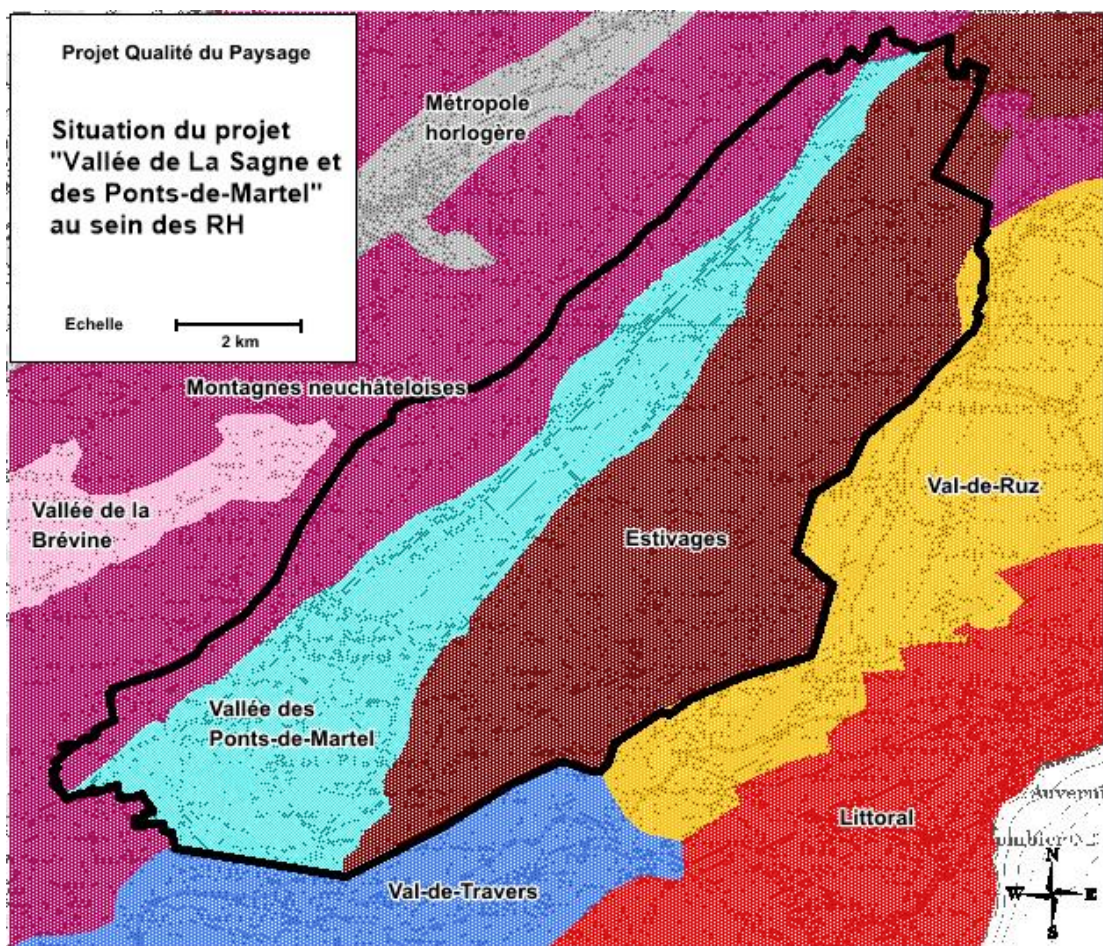 Projet Qualité du Paysage
Situation du projet
"Vallée de La Sagne et
des Ponts-de-Martel"
au sein des RH
Echelle
2 km
Métropole
horlogère
Montagnes neuchâteloises
Vallée de la
Brévine
Val-de-Ruz
Estivages
Vallée des
Ponts-de-Martel
Littoral
Val-de-Travers
N
W
E
S